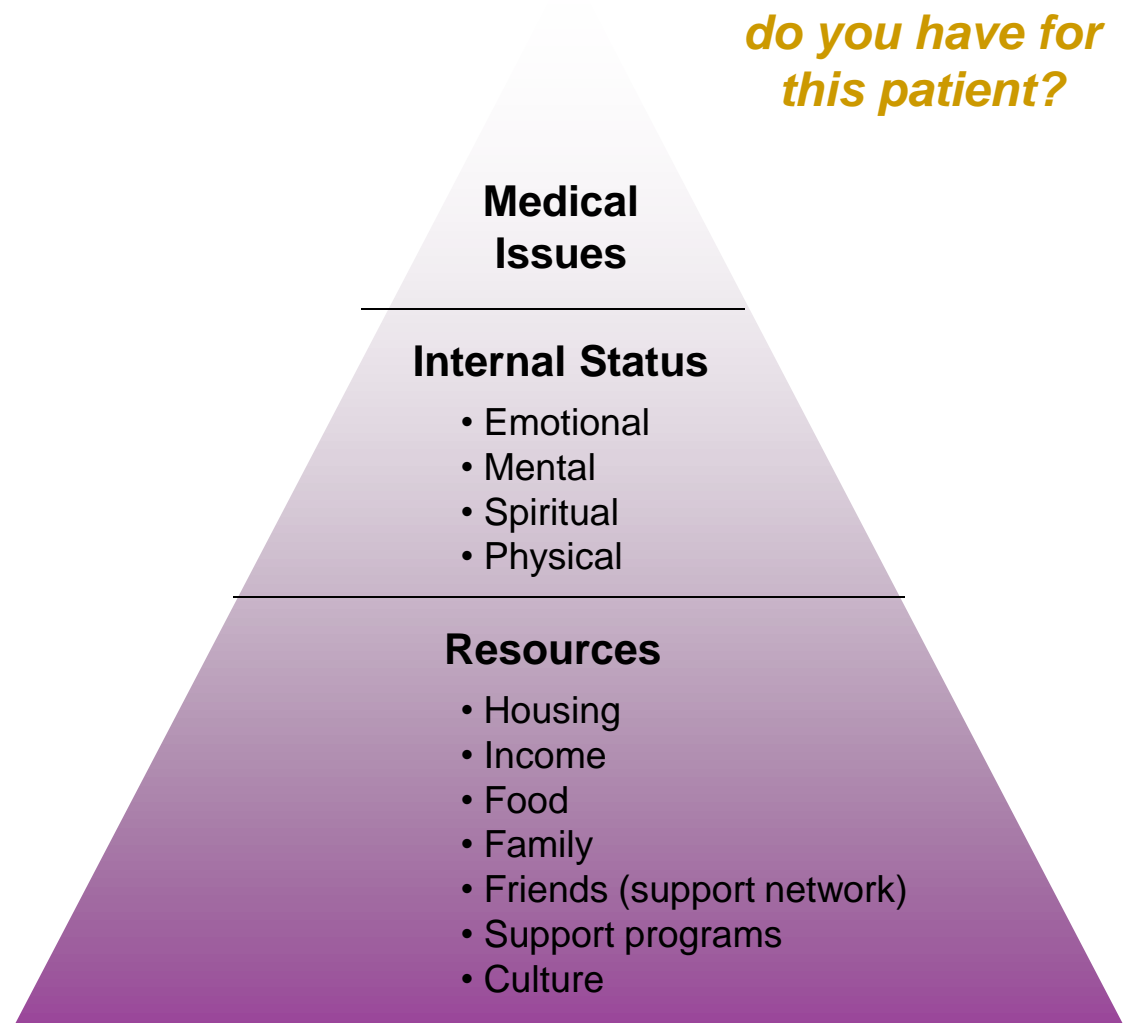 do you have for
this patient?
Medical
Issues
Internal Status
• Emotional
• Mental
• Spiritual
• Physical
Resources
• Housing
• Income
• Food
• Family
• Friends (support network)
• Support programs
• Culture